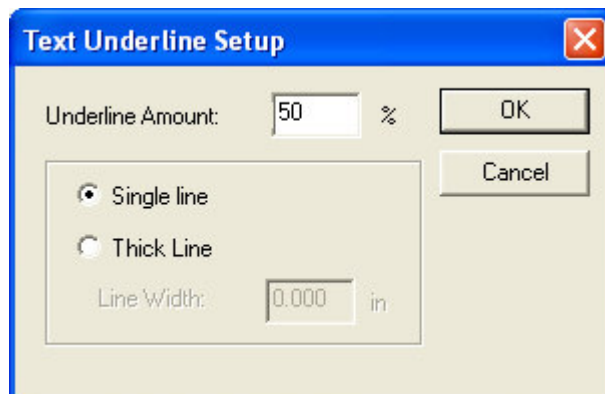 Text Underline Setup
Underline Amount: 50 % OK
Cancel
Single line
Thick Line
Line Width: 0.000 in